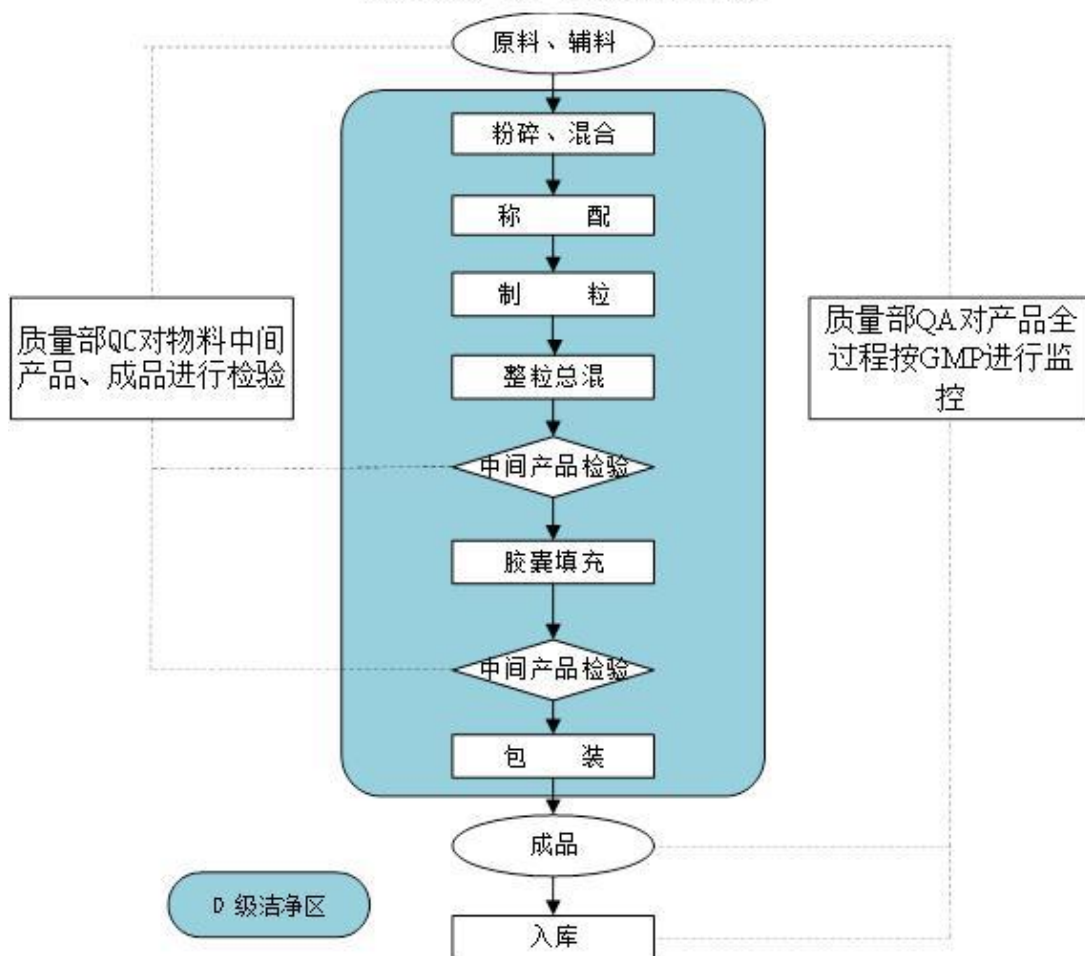 原料、辅料
粉碎、混合
称 配
制 粒
整粒总混
中间产品检验
胶囊填充
中间产品检验
包 装
成品
入库
质量部QC对物料中间
产品、成品进行检验
质量部QA对产品全
过程按GMP进行监
控
D 级洁净区